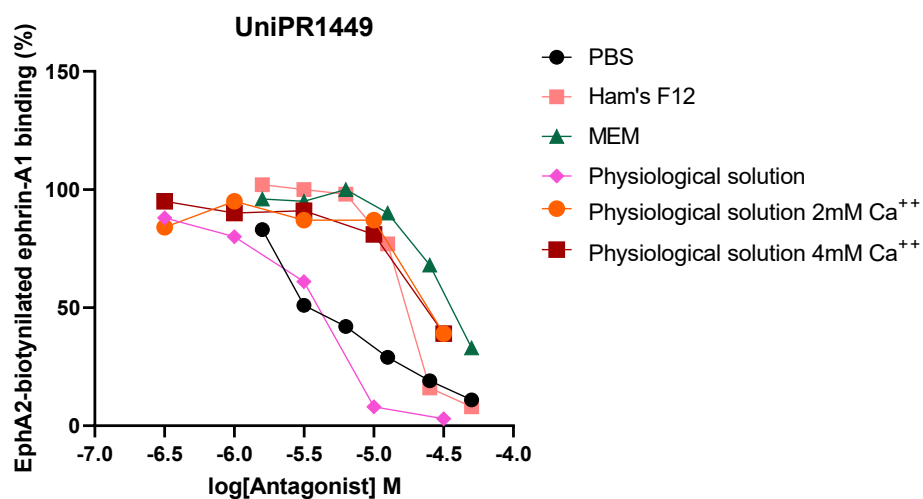 UniPR1449
EphA2-biotynilated ephrin-A1 binding (%)
150
100
50
0
-7.0 -6.5 -6.0 -5.5 -5.0 -4.5 -4.0
log[Antagonist] M
PBS
Ham's F12
MEM
Physiological solution
Physiological solution 2mM Ca⁺⁺
Physiological solution 4mM Ca⁺⁺